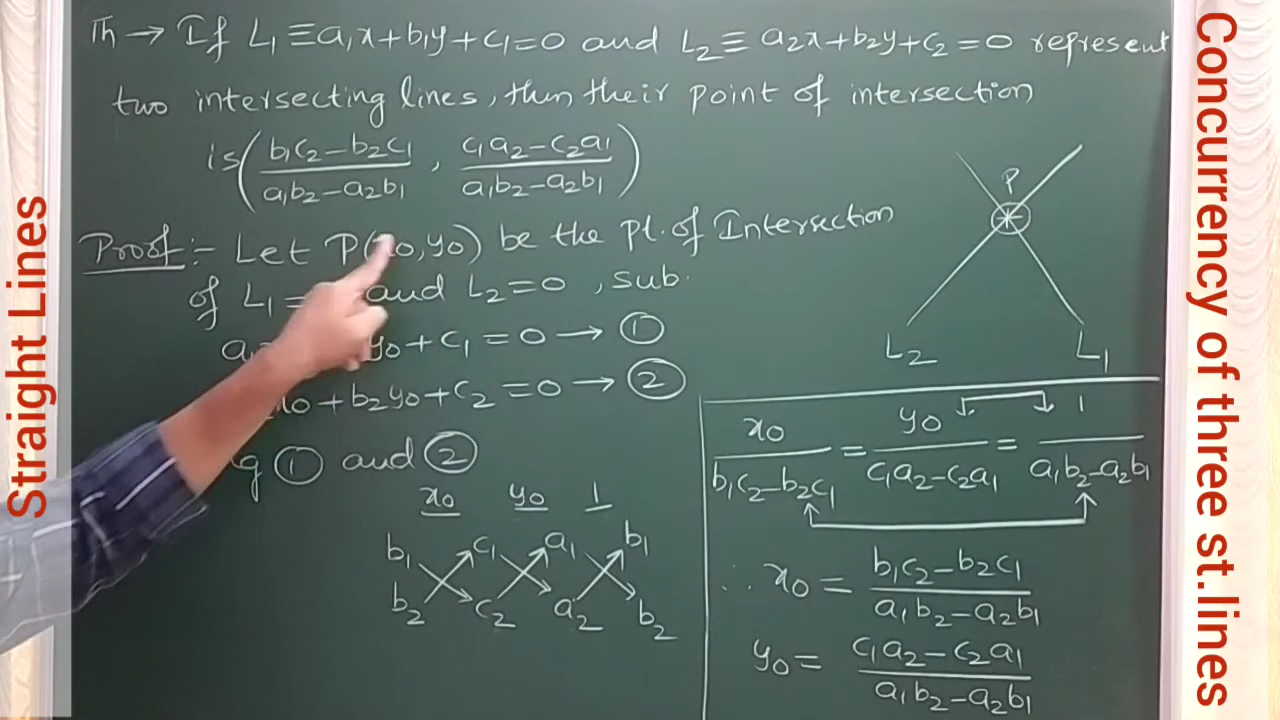 Straight Lines
Th → If L₁ ≡ a₁x + b₁y + c₁ = 0 and L₂ ≡ a₂x + b₂y + c₂ = 0 represent
two intersecting lines, then their point of intersection
is ( (b₁c₂ − b₂c₁)/(a₁b₂ − a₂b₁) , (c₁a₂ − c₂a₁)/(a₁b₂ − a₂b₁) )
Proof :- Let P(x₀, y₀) be the pt. of Intersection
of L₁ = and L₂ = 0 , sub.
a₁ y₀ + c₁ = 0 → ①
x₀ + b₂y₀ + c₂ = 0 → ②
g ① and ②
x₀ y₀ 1
b₁ c₁ a₁ b₁
b₂ c₂ a₂ b₂
P
L₂ L₁
x₀/(b₁c₂ − b₂c₁) = y₀/(c₁a₂ − c₂a₁) = 1/(a₁b₂ − a₂b₁)
∴ x₀ = (b₁c₂ − b₂c₁)/(a₁b₂ − a₂b₁)
y₀ = (c₁a₂ − c₂a₁)/(a₁b₂ − a₂b₁)
Concurrency of three st.lines